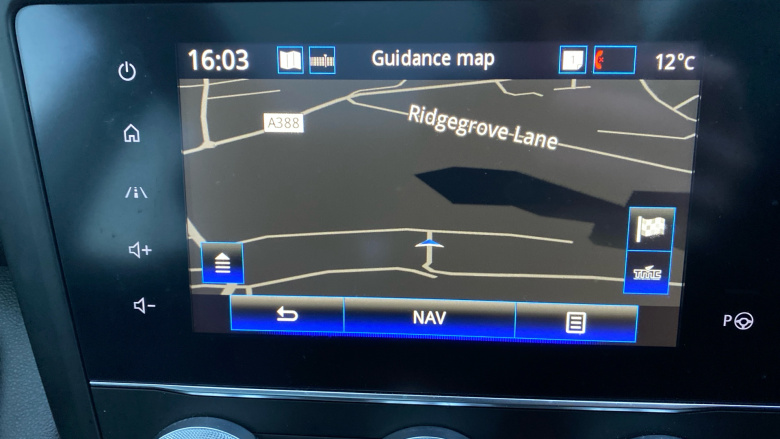 16:03 Guidance map 12°C
A388
Ridgegrove Lane
TMC
NAV
P